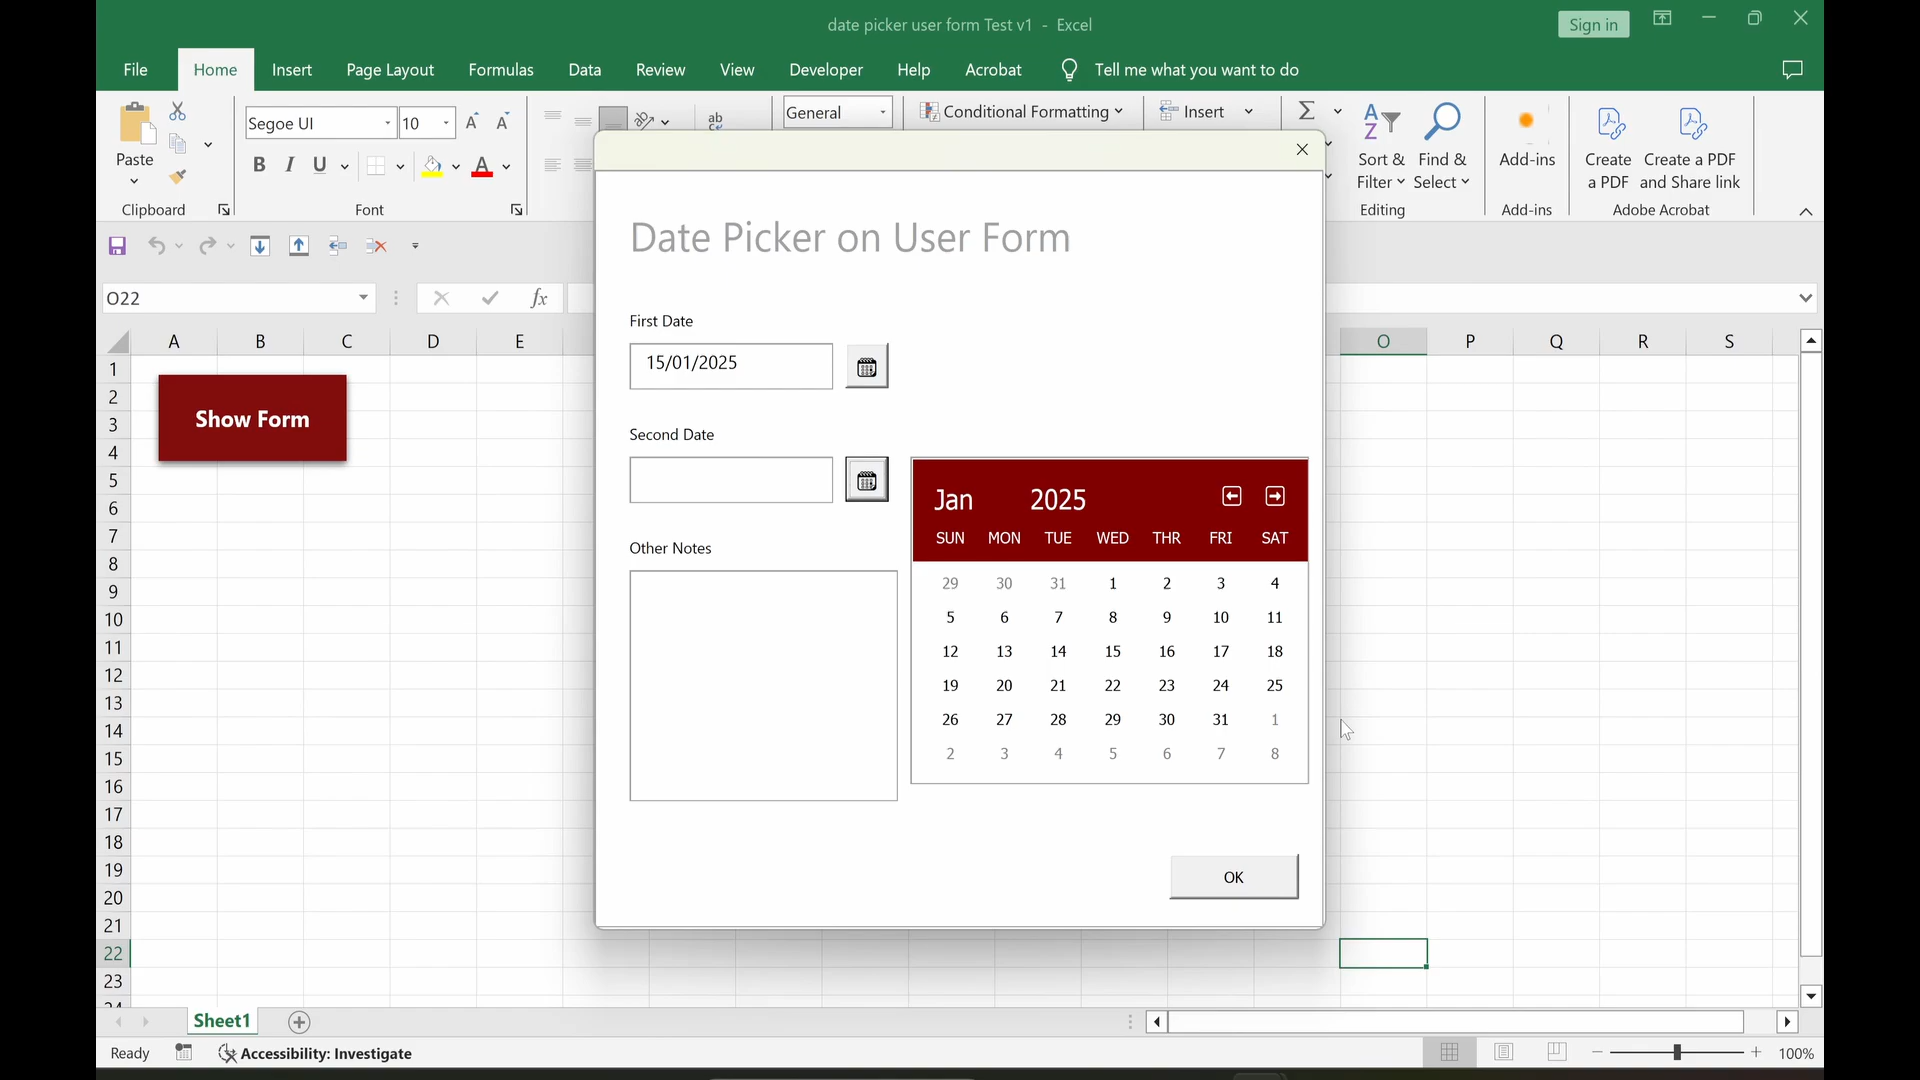 date picker user form Test v1 - Excel
Sign in
File Home Insert Page Layout Formulas Data Review View Developer Help Acrobat Tell me what you want to do
Segoe UI 10 General Conditional Formatting Insert
Paste B I U A Sort & Filter Find & Select Add-ins Create a PDF Create a PDF and Share link
Clipboard Font Editing Add-ins Adobe Acrobat
O22 fx
A B C D E O P Q R S
1
2
3
4
5
6
7
8
9
10
11
12
13
14
15
16
17
18
19
20
21
22
23
Show Form
Date Picker on User Form
First Date
15/01/2025
Second Date
Other Notes
Jan 2025
SUN MON TUE WED THR FRI SAT
29 30 31 1 2 3 4
5 6 7 8 9 10 11
12 13 14 15 16 17 18
19 20 21 22 23 24 25
26 27 28 29 30 31 1
2 3 4 5 6 7 8
OK
Sheet1
Ready Accessibility: Investigate 100%